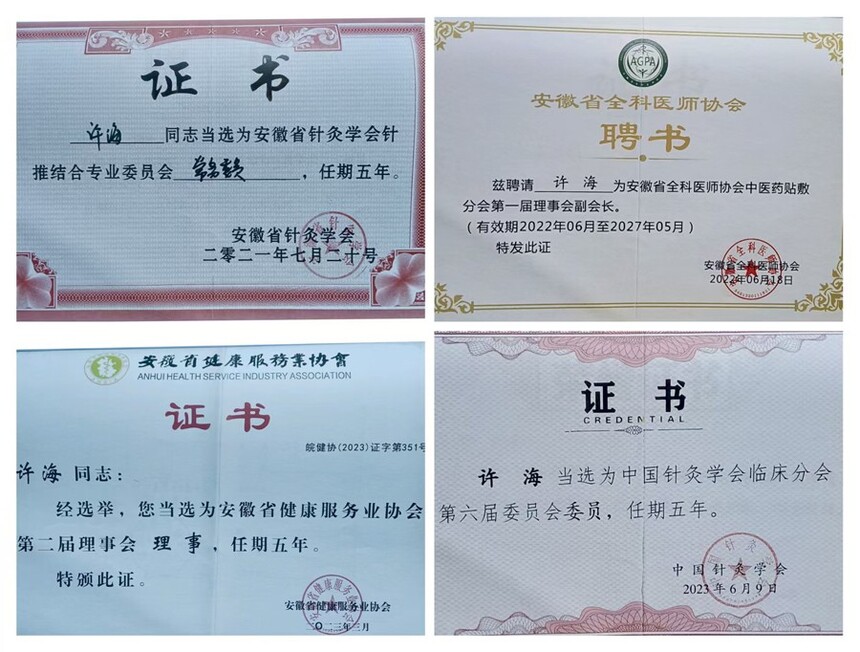 证书
许海 同志当选为安徽省针灸学会针
推结合专业委员会 常务委员 ，任期五年。
安徽省针灸学会
二零二一年七月二十号
AGPA
安徽省全科医师协会
聘书
兹聘请 许海 为安徽省全科医师协会中医药贴敷
分会第一届理事会副会长。
（有效期2022年06月至2027年05月）
特发此证
安徽省全科医师协会
2022年06月18日
安徽省健康服務業协會
ANHUI HEALTH SERVICE INDUSTRY ASSOCIATION
证书
皖健协(2023)证字第351号
许海 同志：
经选举，您当选为安徽省健康服务业协会
第二届理事会 理事，任期五年。
特颁此证。
安徽省健康服务业协会
二〇二三年三月
证书
CREDENTIAL
许海 当选为中国针灸学会临床分会
第六届委员会委员，任期五年。
中国针灸学会
2023年6月9日